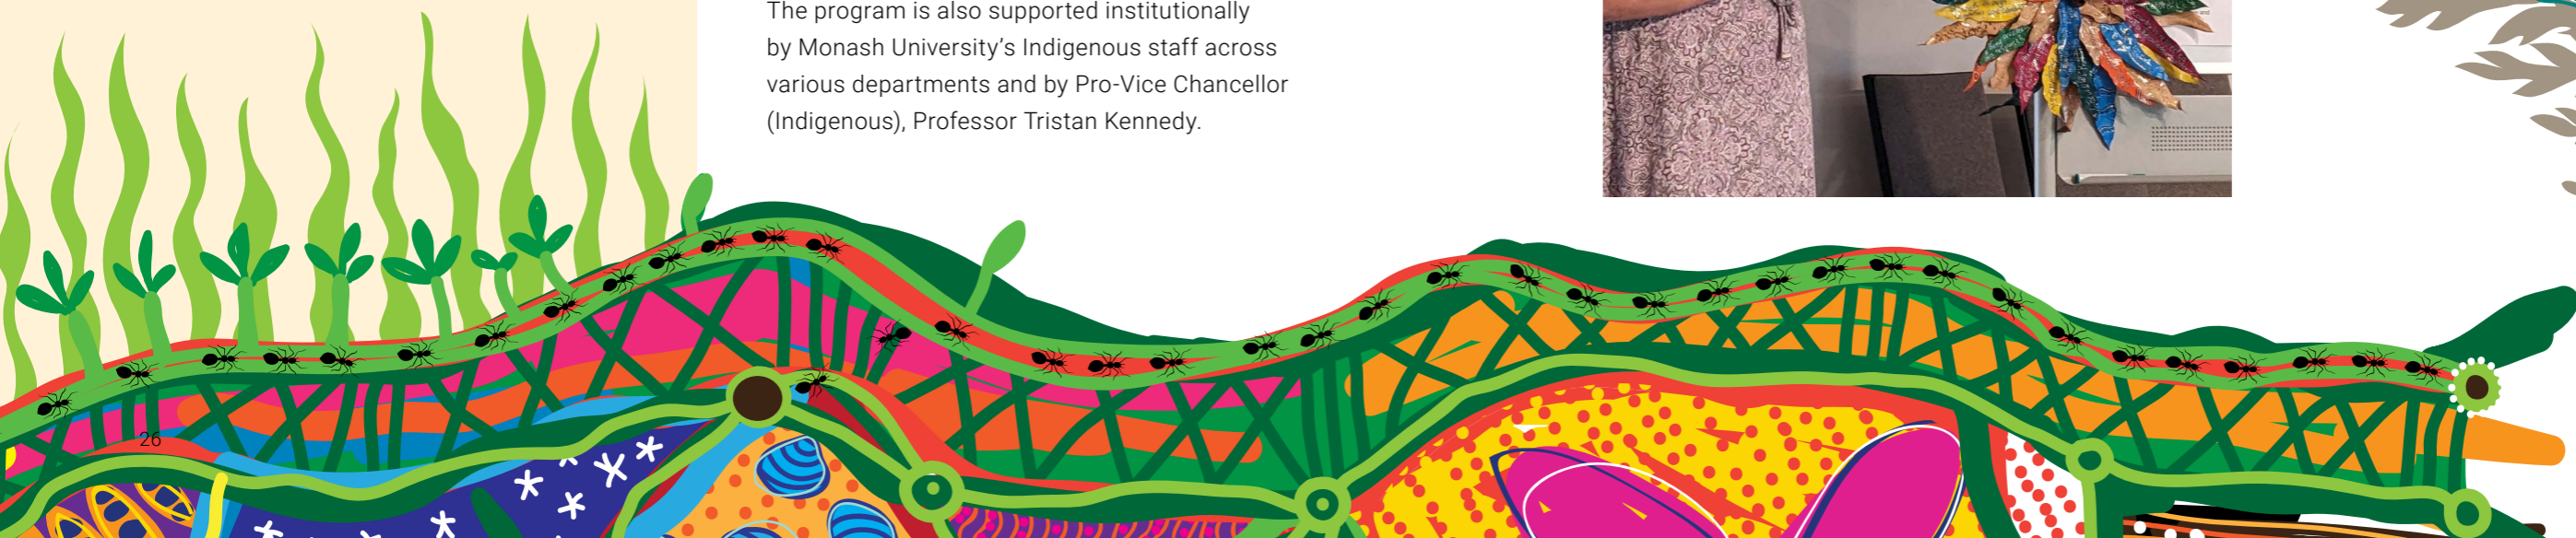 The program is also supported institutionally
by Monash University's Indigenous staff across
various departments and by Pro-Vice Chancellor
(Indigenous), Professor Tristan Kennedy.
26